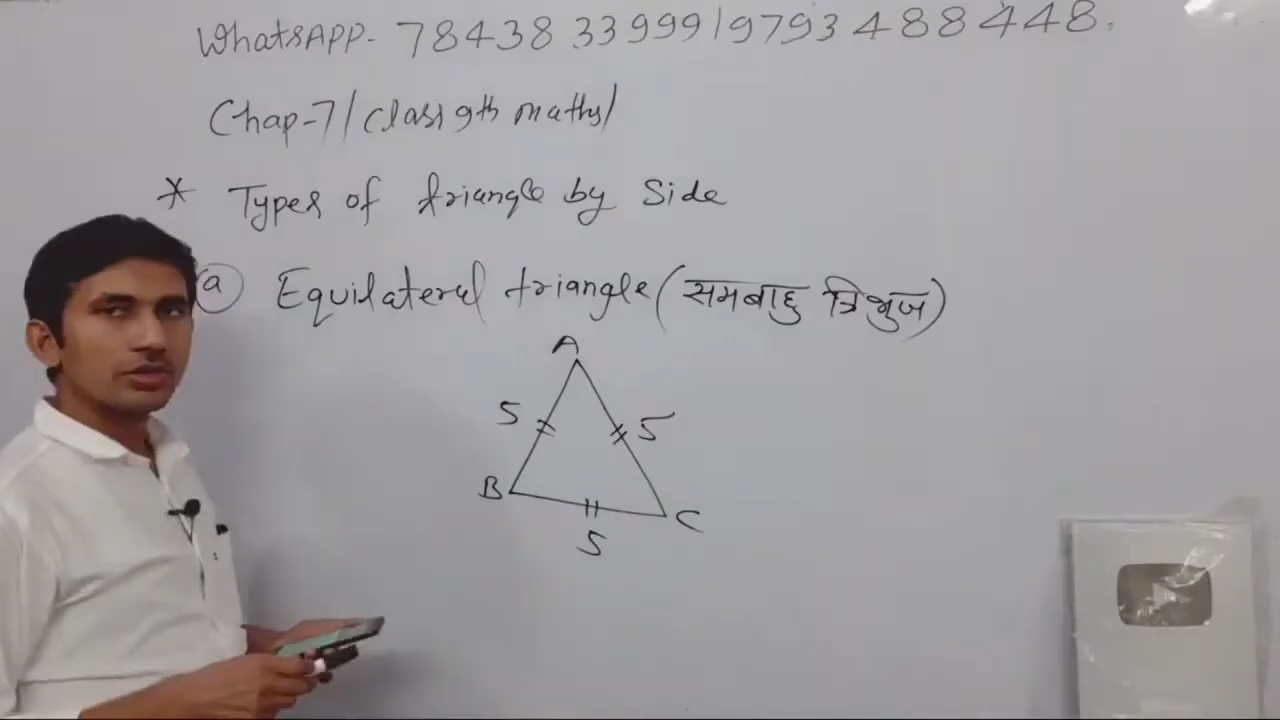 WhatsAPP- 78438 33999/9793488448.
Chap-7/Class 9th maths/
* Types of triangle by Side
(a) Equilateral triangle (समबाहु त्रिभुज)
A
5 5
B C
5